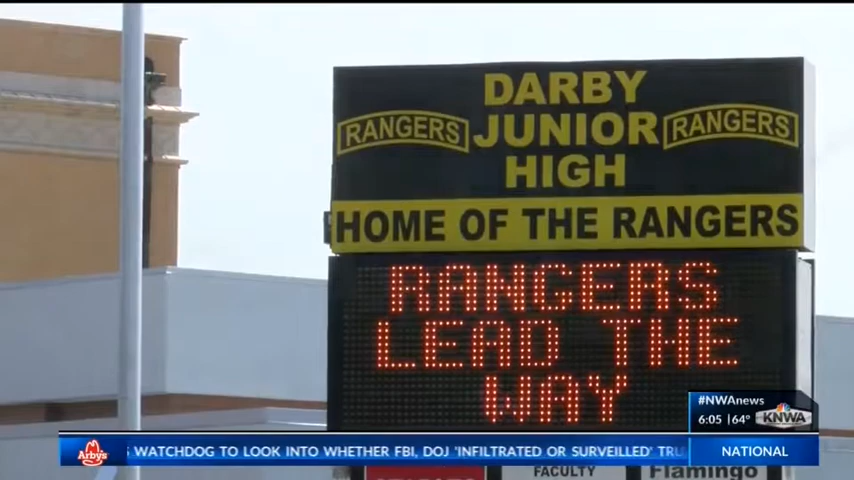 DARBY
RANGERS JUNIOR RANGERS
HIGH
HOME OF THE RANGERS
RANGERS
LEAD THE
WAY
#NWAnews
6:05 64° KNWA
Arby's WATCHDOG TO LOOK INTO WHETHER FBI, DOJ 'INFILTRATED OR SURVEILLED' NATIONAL
FACULTY Flamingo